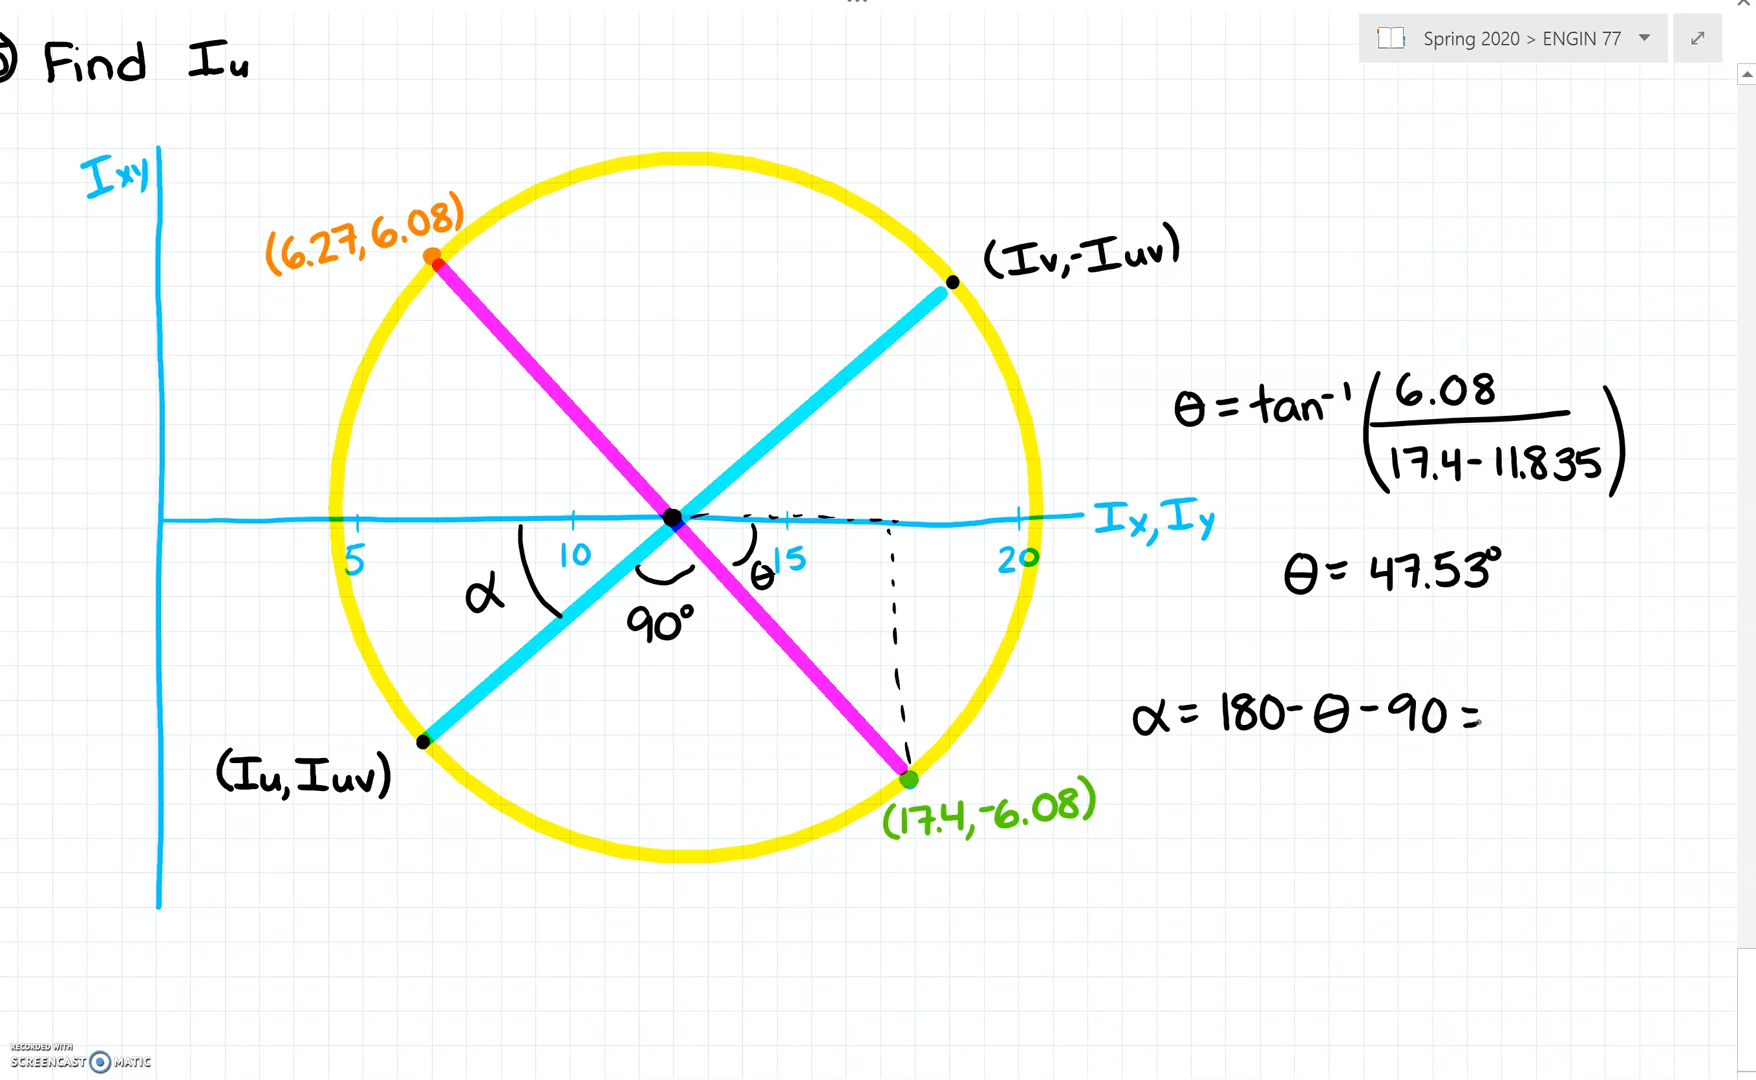 Spring 2020 > ENGIN 77
Find Iu
Ixy
(6.27,6.08)
(Iv,-Iuv)
θ = tan⁻¹ (6.08
17.4-11.835)
Ix,Iy
5
10
15
20
θ
α
90°
θ = 47.53°
α = 180-θ-90 =
(Iu,Iuv)
(17.4,-6.08)
RECORDED WITH
SCREENCAST MATIC